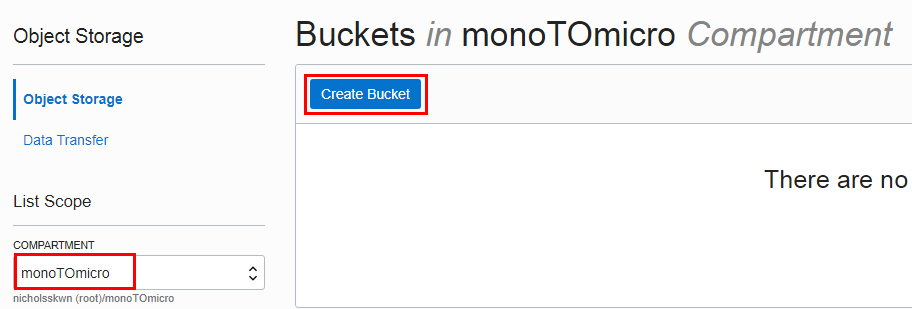 Object Storage
Buckets in monoTOmicro Compartment
Object Storage
Create Bucket
Data Transfer
There are no
List Scope
COMPARTMENT
monoTOmicro
nicholsskwn (root)/monoTOmicro